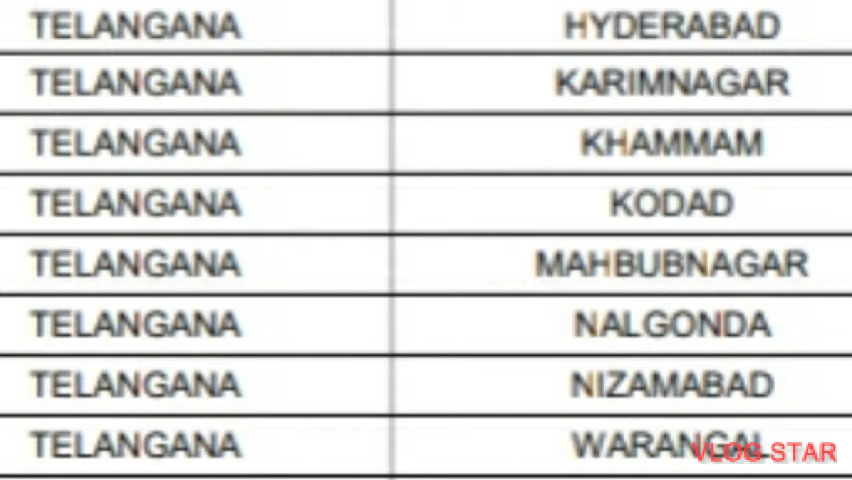 TELANGANA HYDERABAD
TELANGANA KARIMNAGAR
TELANGANA KHAMMAM
TELANGANA KODAD
TELANGANA MAHBUBNAGAR
TELANGANA NALGONDA
TELANGANA NIZAMABAD
TELANGANA WARANGAL
VLOG STAR